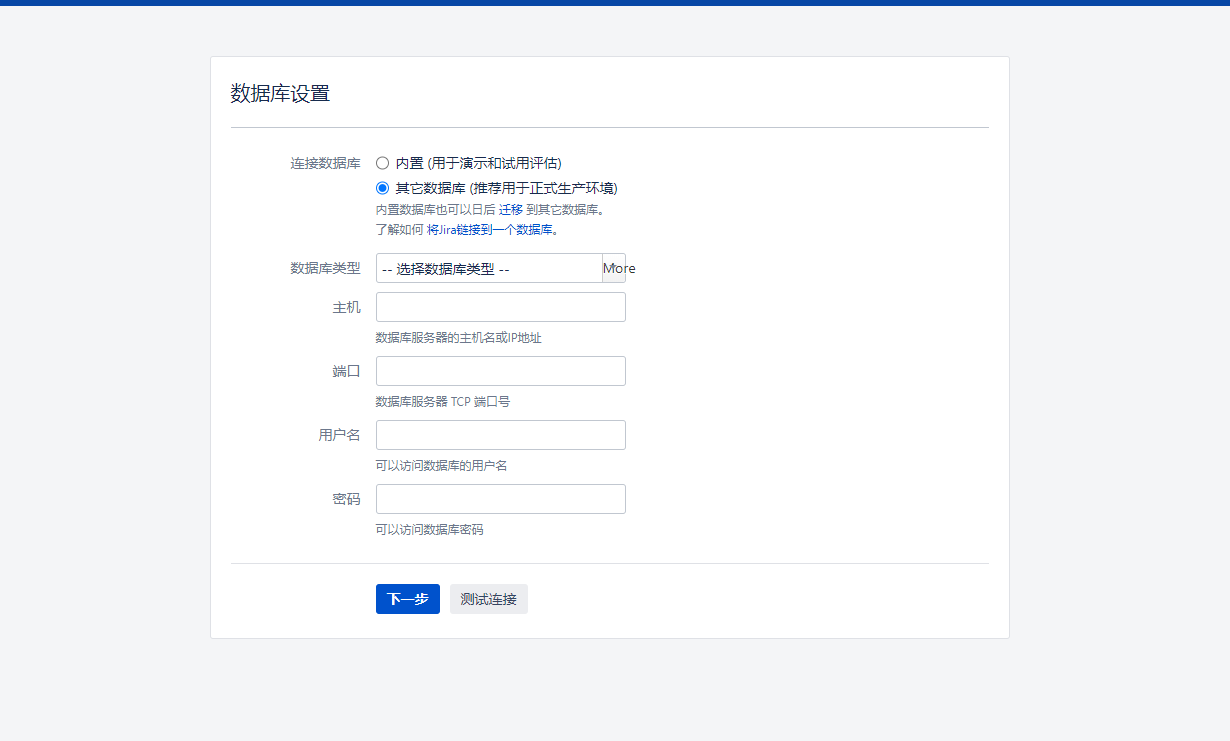 数据库设置
连接数据库
内置 (用于演示和试用评估)
其它数据库 (推荐用于正式生产环境)
内置数据库也可以日后 迁移 到其它数据库。
了解如何 将Jira链接到一个数据库。
数据库类型 -- 选择数据库类型 -- More
主机
数据库服务器的主机名或IP地址
端口
数据库服务器 TCP 端口号
用户名
可以访问数据库的用户名
密码
可以访问数据库密码
下一步 测试连接